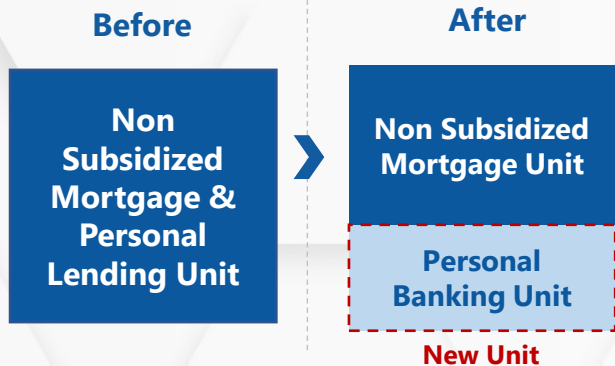 Before
Non
Subsidized
Mortgage &
Personal
Lending Unit
After
Non Subsidized
Mortgage Unit
Personal
Banking Unit
New Unit